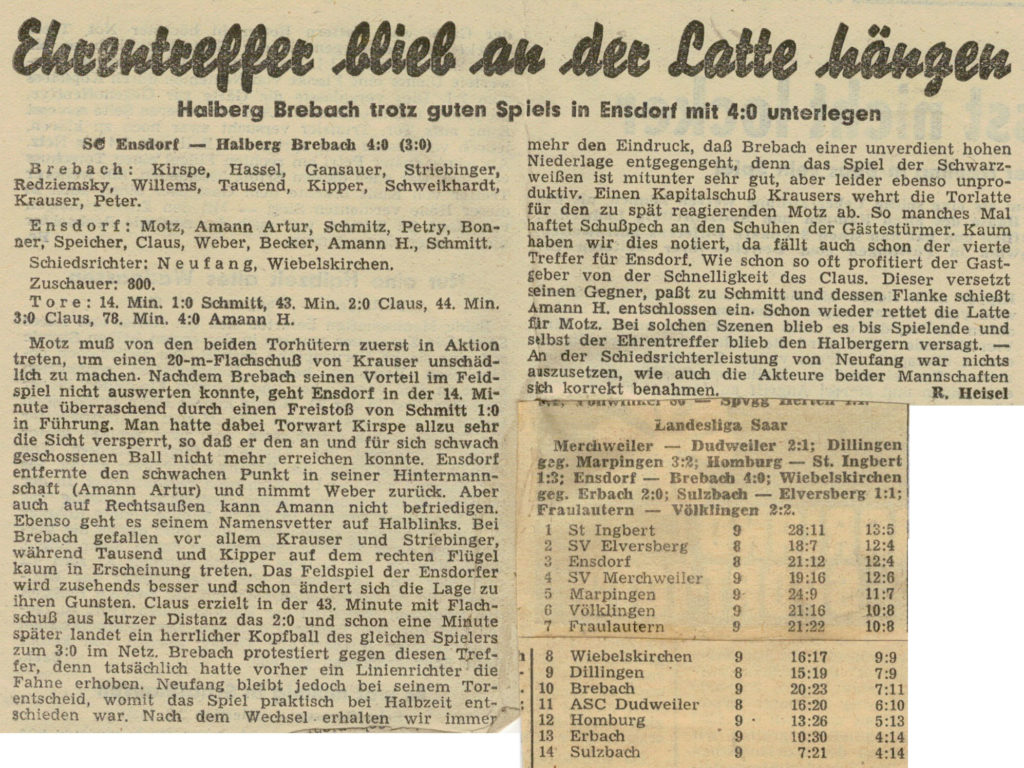 Ehrentreffer blieb an der Latte hängen
Halberg Brebach trotz guten Spiels in Ensdorf mit 4:0 unterlegen
SC Ensdorf — Halberg Brebach 4:0 (3:0)
Brebach: Kirspe, Hassel, Gansauer, Striebinger,
Redziemsky, Willems, Tausend, Kipper, Schweikhardt,
Krauser, Peter.
Ensdorf: Motz, Amann Artur, Schmitz, Petry, Bon-
ner, Speicher, Claus, Weber, Becker, Amann H., Schmitt.
Schiedsrichter: Neufang, Wiebelskirchen.
Zuschauer: 800.
Tore: 14. Min. 1:0 Schmitt, 43. Min. 2:0 Claus, 44. Min.
3:0 Claus, 78. Min. 4:0 Amann H.
Motz muß von den beiden Torhütern zuerst in Aktion
treten, um einen 20-m-Flachschuß von Krauser unschäd-
lich zu machen. Nachdem Brebach seinen Vorteil im Feld-
spiel nicht auswerten konnte, geht Ensdorf in der 14. Mi-
nute überraschend durch einen Freistoß von Schmitt 1:0
in Führung. Man hatte dabei Torwart Kirspe allzu sehr
die Sicht versperrt, so daß er den an und für sich schwach
geschossenen Ball nicht mehr erreichen konnte. Ensdorf
entfernte den schwachen Punkt in seiner Hintermann-
schaft (Amann Artur) und nimmt Weber zurück. Aber
auch auf Rechtsaußen kann Amann nicht befriedigen.
Ebenso geht es seinem Namensvetter auf Halblinks. Bei
Brebach gefallen vor allem Krauser und Striebinger,
während Tausend und Kipper auf dem rechten Flügel
kaum in Erscheinung treten. Das Feldspiel der Ensdorfer
wird zusehends besser und schon ändert sich die Lage zu
ihren Gunsten. Claus erzielt in der 43. Minute mit Flach-
schuß aus kurzer Distanz das 2:0 und schon eine Minute
später landet ein herrlicher Kopfball des gleichen Spielers
zum 3:0 im Netz. Brebach protestiert gegen diesen Tref-
fer, denn tatsächlich hatte vorher ein Linienrichter die
Fahne erhoben. Neufang bleibt jedoch bei seinem Tor-
entscheid, womit das Spiel praktisch bei Halbzeit ent-
schieden war. Nach dem Wechsel erhalten wir immer
mehr den Eindruck, daß Brebach einer unverdient hohen
Niederlage entgegengeht, denn das Spiel der Schwarz-
weißen ist mitunter sehr gut, aber leider ebenso unpro-
duktiv. Einen Kapitalschuß Krausers wehrt die Torlatte
für den zu spät reagierenden Motz ab. So manches Mal
haftet Schußpech an den Schuhen der Gästestürmer. Kaum
haben wir dies notiert, da fällt auch schon der vierte
Treffer für Ensdorf. Wie schon so oft profitiert der Gast-
geber von der Schnelligkeit des Claus. Dieser versetzt
seinen Gegner, paßt zu Schmitt und dessen Flanke schießt
Amann H. entschlossen ein. Schon wieder rettet die Latte
für Motz. Bei solchen Szenen blieb es bis Spielende und
selbst der Ehrentreffer blieb den Halbergern versagt. —
An der Schiedsrichterleistung von Neufang war nichts
auszusetzen, wie auch die Akteure beider Mannschaften
sich korrekt benahmen. R. Heisel
Landesliga Saar
Merchweiler — Dudweiler 2:1; Dillingen
geg. Marpingen 3:2; Homburg — St. Ingbert
1:3; Ensdorf — Brebach 4:0; Wiebelskirchen
geg. Erbach 2:0; Sulzbach — Elversberg 1:1;
Fraulautern — Völklingen 2:2.
1 St Ingbert 9 28:11 13:5
2 SV Elversberg 8 18:7 12:4
3 Ensdorf 8 21:12 12:4
4 SV Merchweiler 9 19:16 12:6
5 Marpingen 9 24:9 11:7
6 Völklingen 9 21:16 10:8
7 Fraulautern 9 21:22 10:8
8 Wiebelskirchen 9 16:17 9:9
9 Dillingen 8 15:19 7:9
10 Brebach 9 20:23 7:11
11 ASC Dudweiler 8 16:20 6:10
12 Homburg 9 13:26 5:13
13 Erbach 9 10:30 4:14
14 Sulzbach 9 7:21 4:14